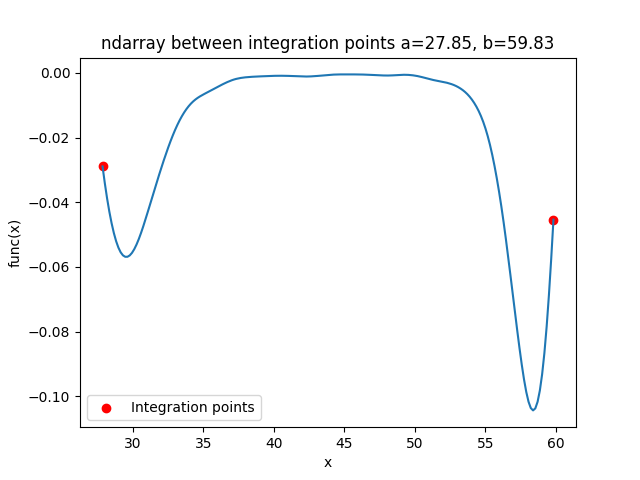 ndarray between integration points a=27.85, b=59.83
0.00
−0.02
−0.04
−0.06
−0.08
−0.10
func(x)
Integration points
30 35 40 45 50 55 60
x